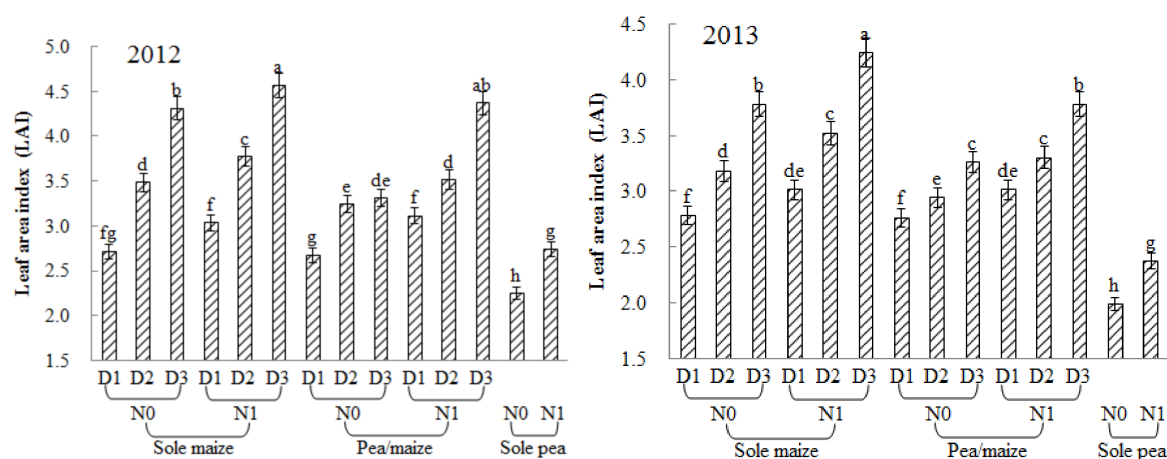 2012
Leaf area index (LAI)
5.0
4.5
4.0
3.5
3.0
2.5
2.0
1.5
fg d b f c a g e de f d ab h g
D1 D2 D3 D1 D2 D3 D1 D2 D3 D1 D2 D3
N0 N1 N0 N1 N0 N1
Sole maize Pea/maize Sole pea
2013
Leaf area index (LAI)
4.5
4.0
3.5
3.0
2.5
2.0
1.5
f d b de c a f e c de c b h g
D1 D2 D3 D1 D2 D3 D1 D2 D3 D1 D2 D3
N0 N1 N0 N1 N0 N1
Sole maize Pea/maize Sole pea